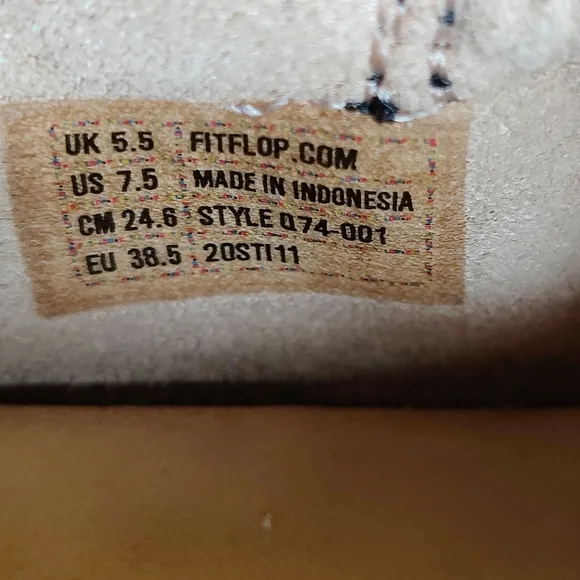 UK 5.5 FITFLOP.COM
US 7.5 MADE IN INDONESIA
CM 24.6 STYLE Q74-001
EU 38.5 20STI11